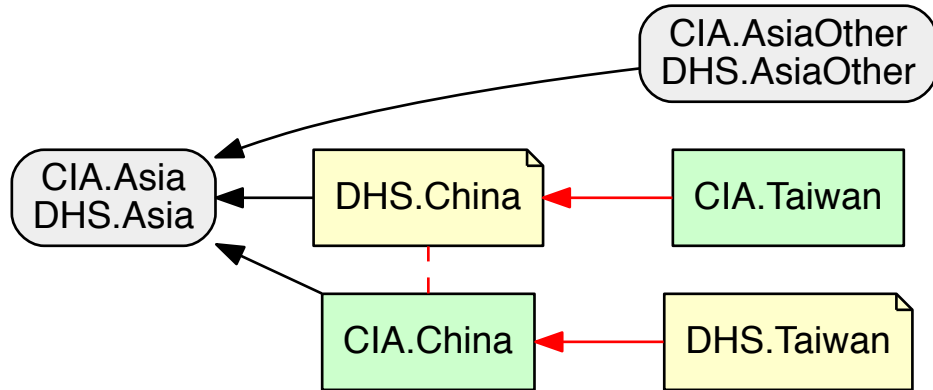 CIA.AsiaOther
DHS.AsiaOther
CIA.Asia
DHS.Asia
DHS.China
CIA.Taiwan
CIA.China
DHS.Taiwan